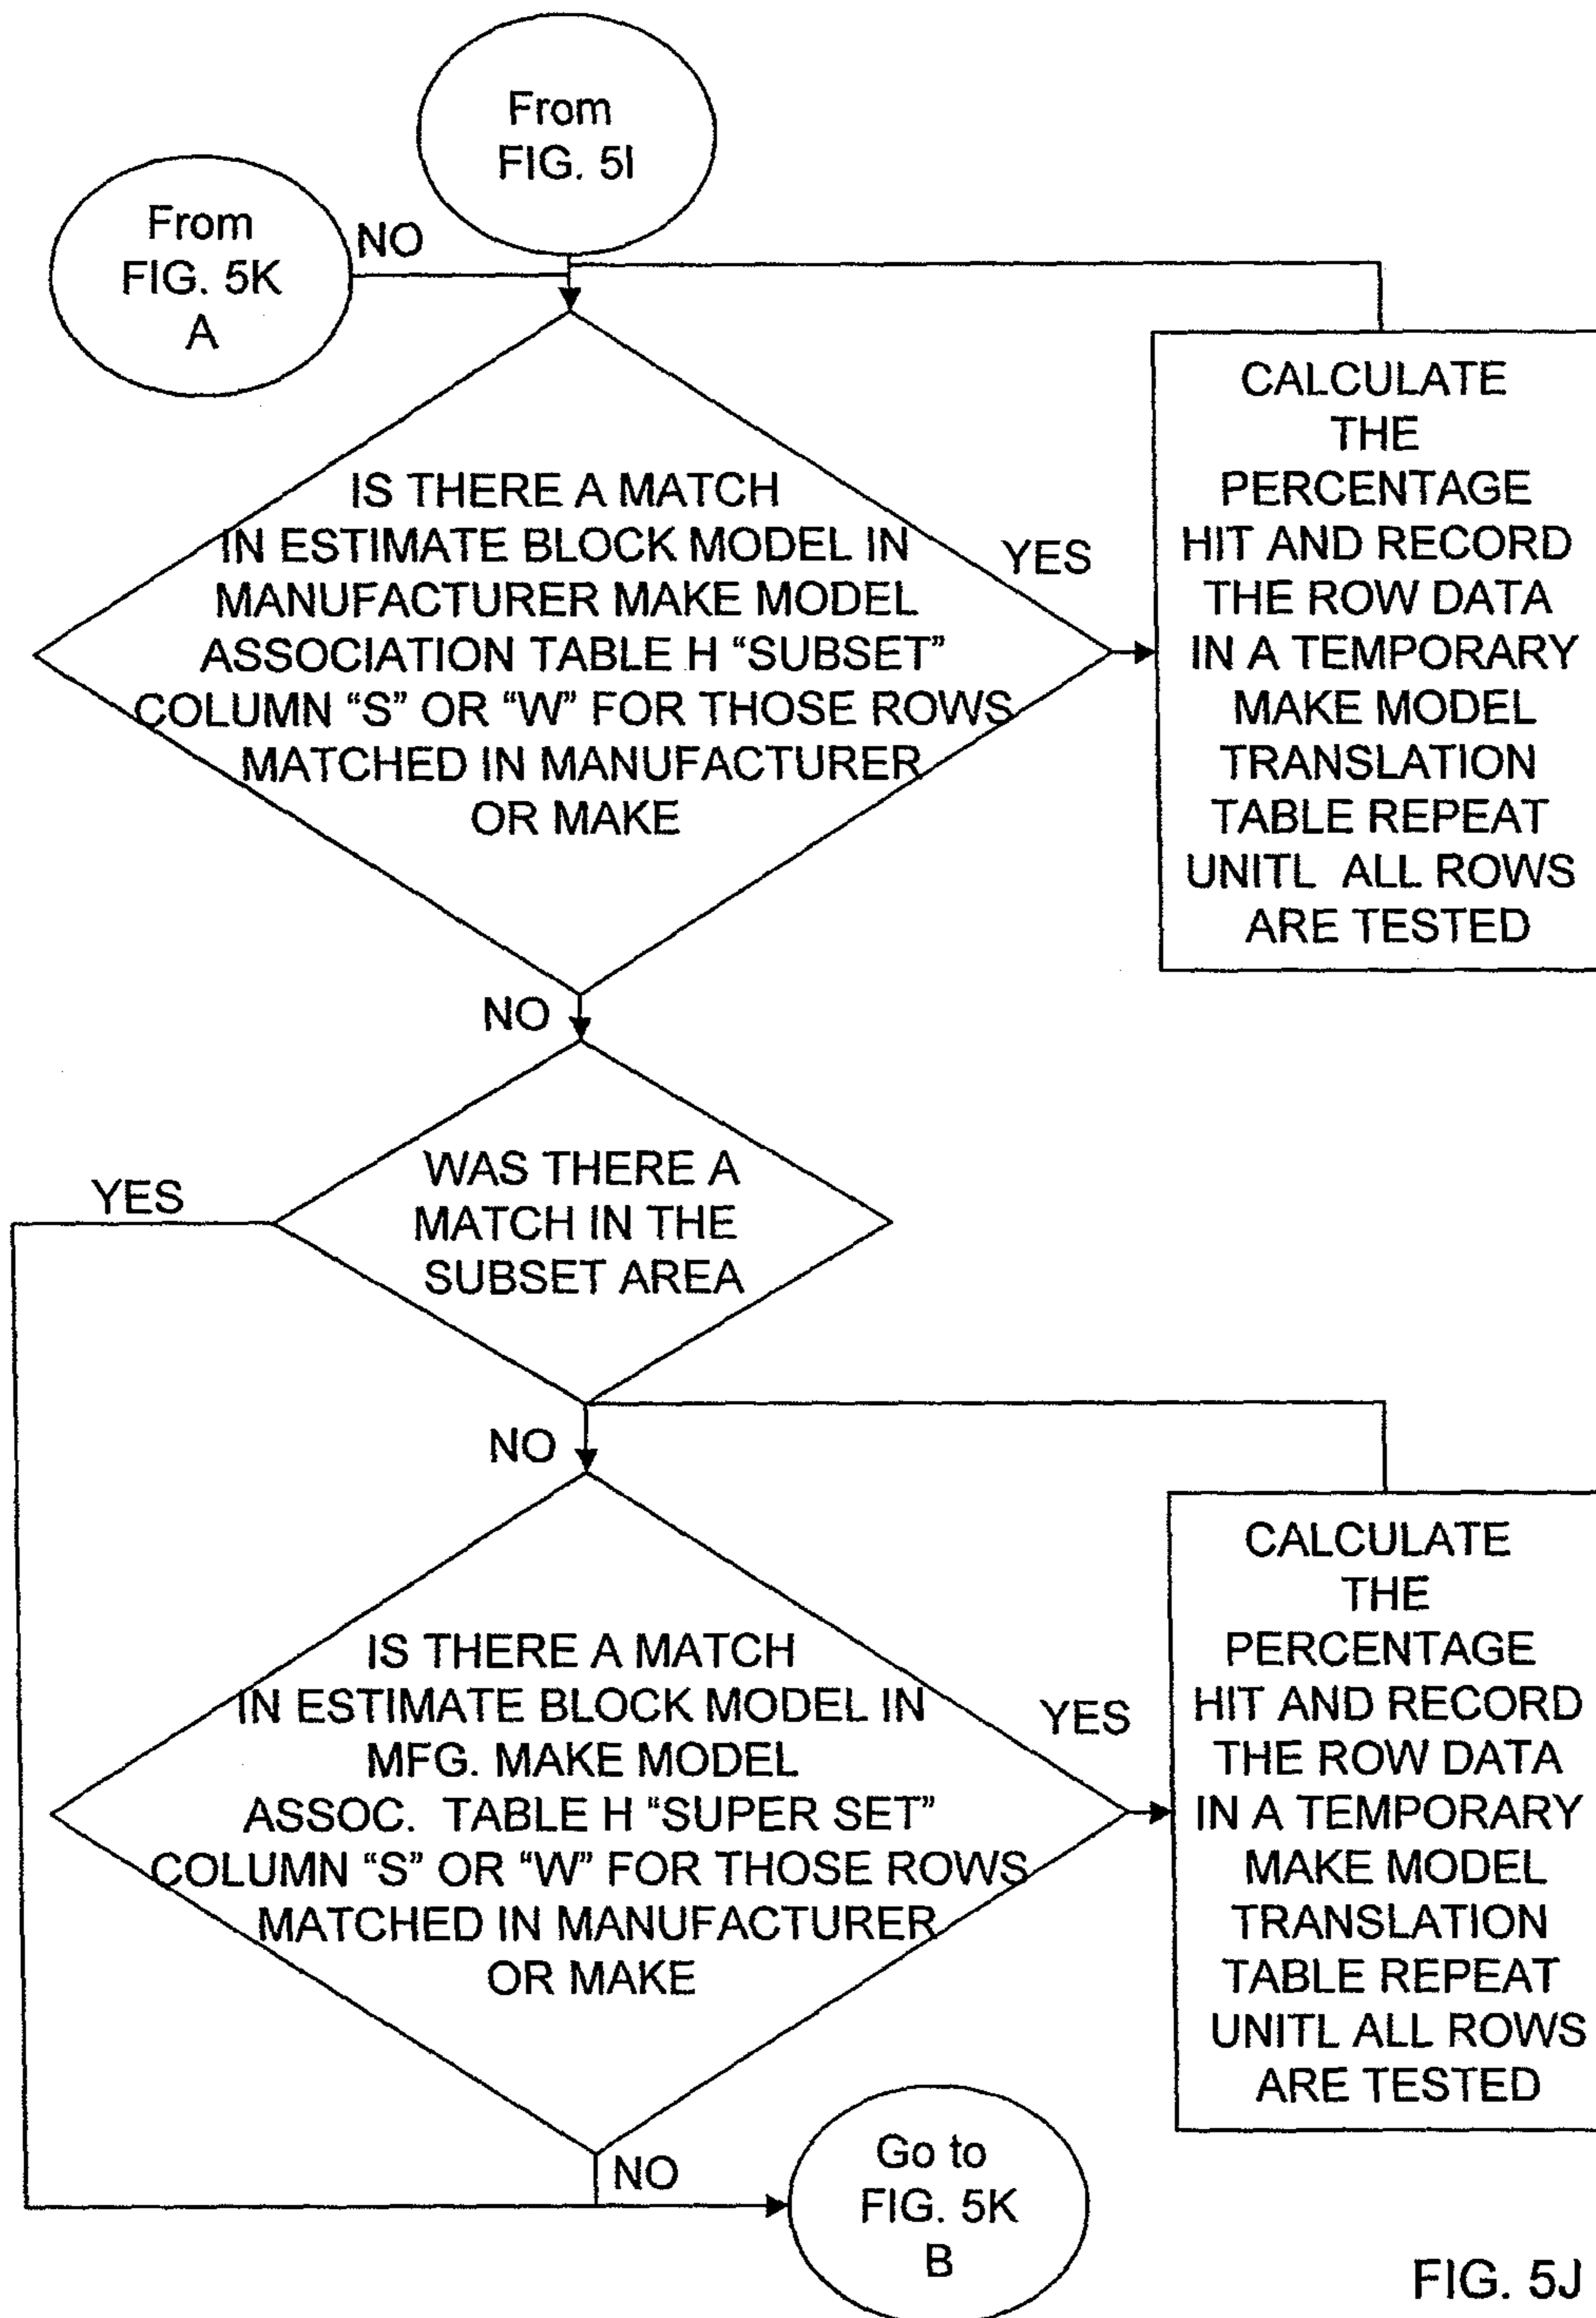 From
FIG. 5I
From
FIG. 5K
A
NO
IS THERE A MATCH
IN ESTIMATE BLOCK MODEL IN
MANUFACTURER MAKE MODEL
ASSOCIATION TABLE H “SUBSET”
COLUMN “S” OR “W” FOR THOSE ROWS
MATCHED IN MANUFACTURER
OR MAKE
YES
CALCULATE
THE
PERCENTAGE
HIT AND RECORD
THE ROW DATA
IN A TEMPORARY
MAKE MODEL
TRANSLATION
TABLE REPEAT
UNITL ALL ROWS
ARE TESTED
NO
WAS THERE A
MATCH IN THE
SUBSET AREA
YES
NO
IS THERE A MATCH
IN ESTIMATE BLOCK MODEL IN
MFG. MAKE MODEL
ASSOC. TABLE H “SUPER SET”
COLUMN “S” OR “W” FOR THOSE ROWS
MATCHED IN MANUFACTURER
OR MAKE
YES
CALCULATE
THE
PERCENTAGE
HIT AND RECORD
THE ROW DATA
IN A TEMPORARY
MAKE MODEL
TRANSLATION
TABLE REPEAT
UNITL ALL ROWS
ARE TESTED
NO
Go to
FIG. 5K
B
FIG. 5J